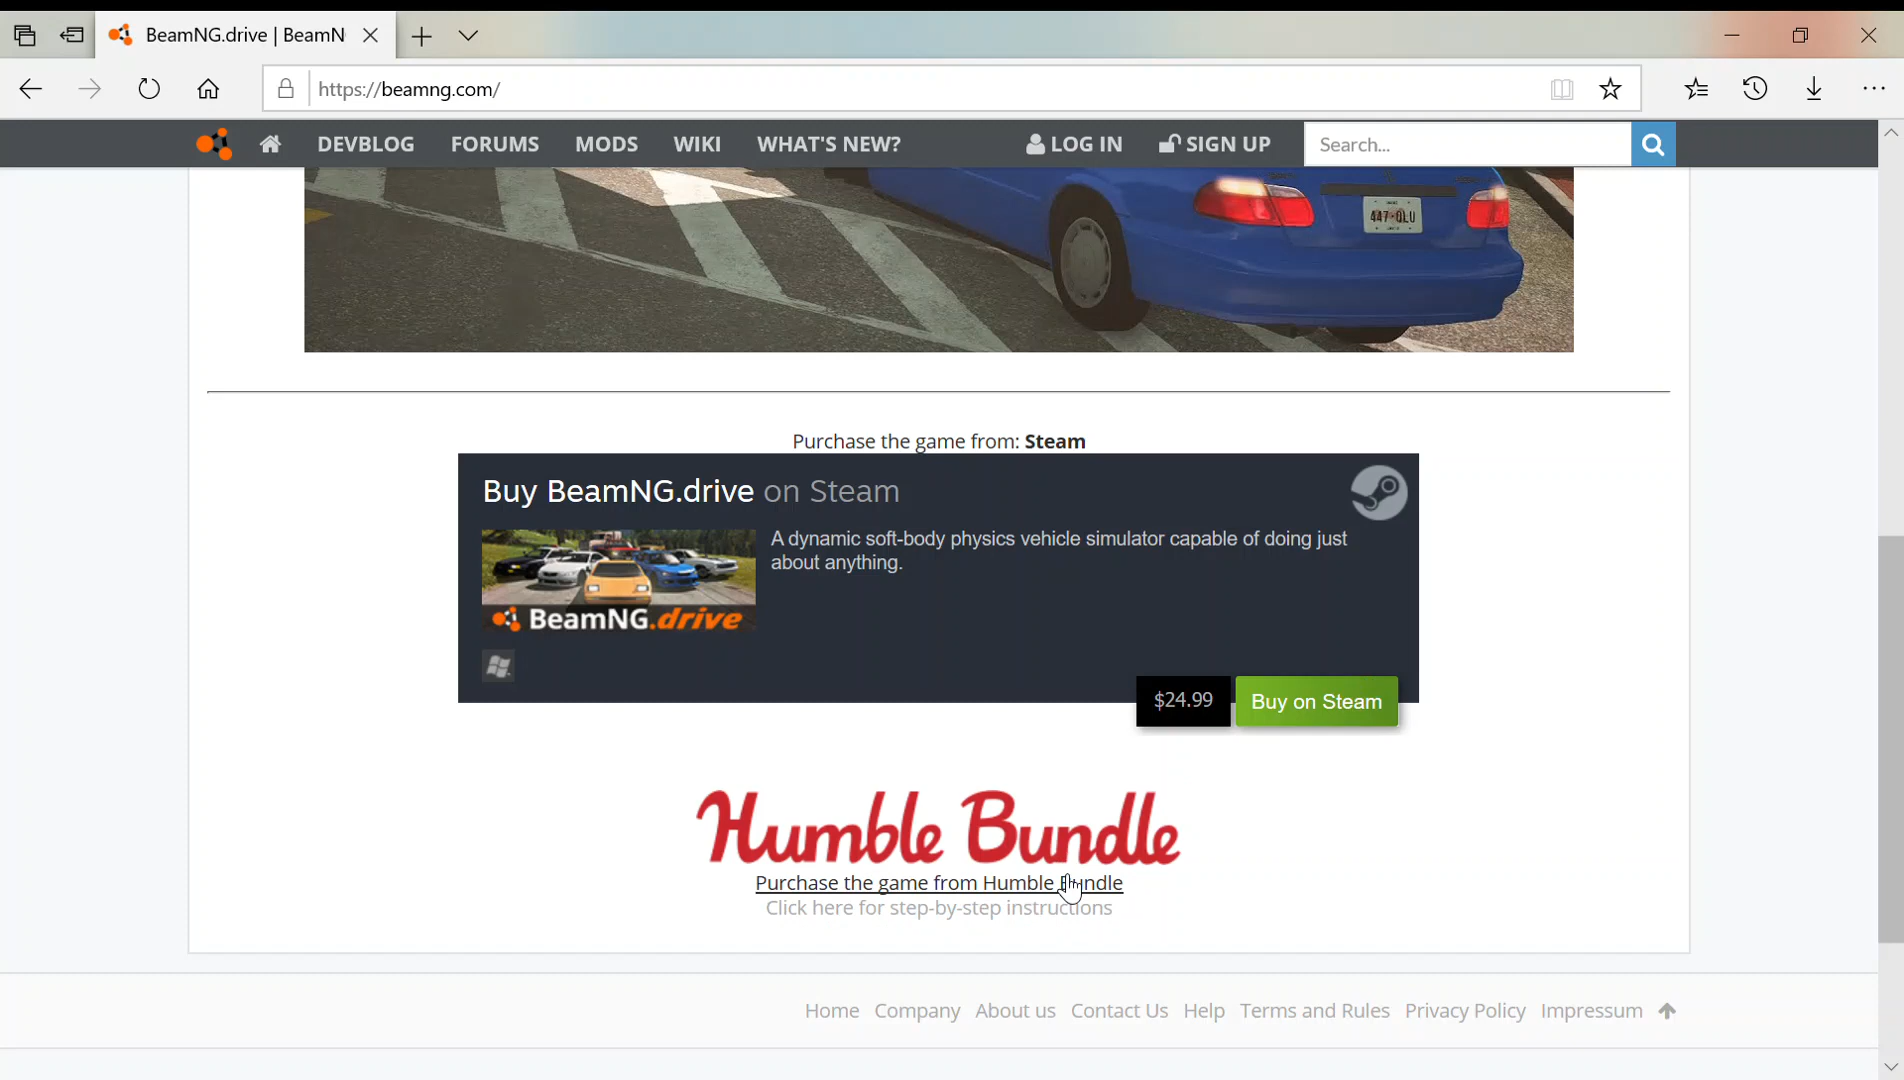 BeamNG.drive | BeamN
https://beamng.com/
DEVBLOG FORUMS MODS WIKI WHAT'S NEW? LOG IN SIGN UP Search...
447·QLU
Purchase the game from: Steam
Buy BeamNG.drive on Steam
A dynamic soft-body physics vehicle simulator capable of doing just
about anything.
BeamNG.drive
$24.99 Buy on Steam
Humble Bundle
Purchase the game from Humble Bundle
Click here for step-by-step instructions
Home Company About us Contact Us Help Terms and Rules Privacy Policy Impressum